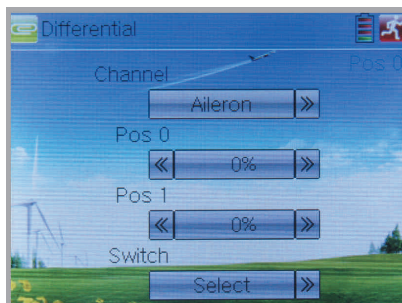 Differential
Pos 0
Channel
Aileron
Pos 0
0%
Pos 1
0%
Switch
Select